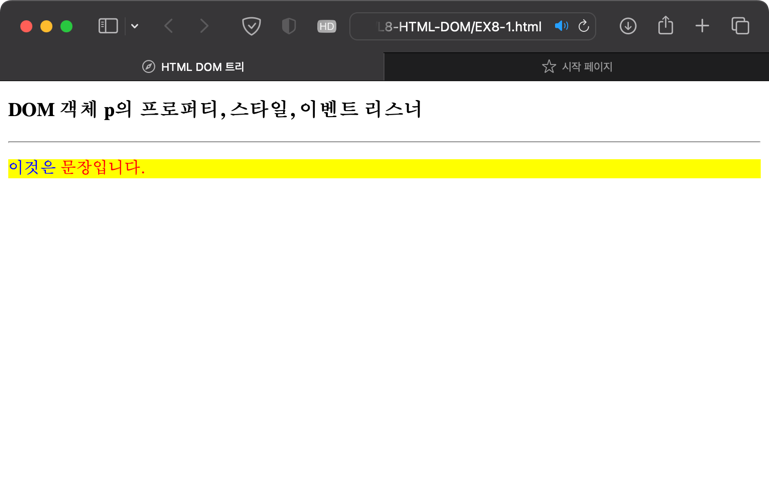 HD
L8-HTML-DOM/EX8-1.html
HTML DOM 트리
시작 페이지
DOM 객체 p의 프로퍼티, 스타일, 이벤트 리스너
이것은 문장입니다.